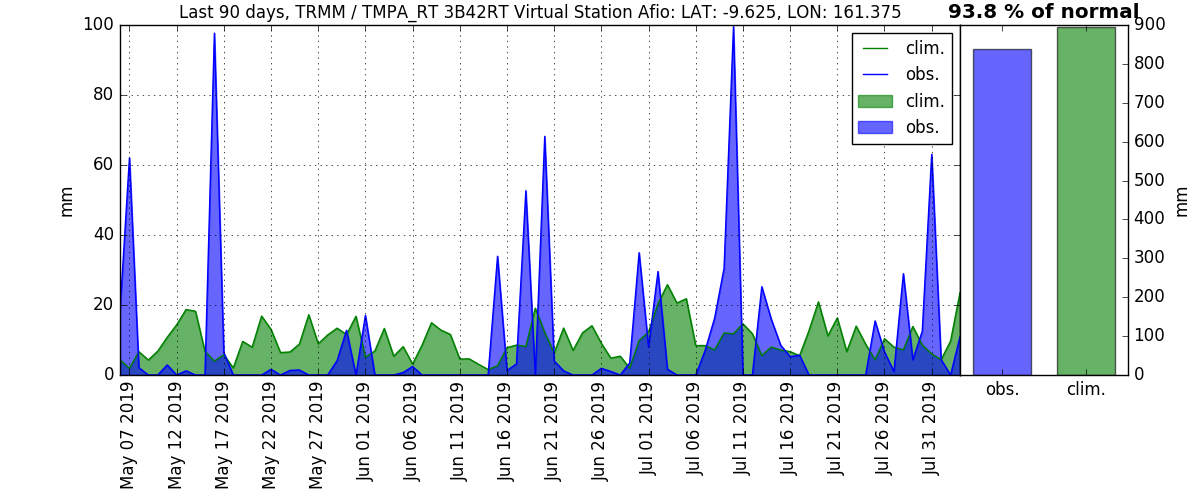 Last 90 days, TRMM / TMPA_RT 3B42RT Virtual Station Afio: LAT: -9.625, LON: 161.375
93.8 % of normal
100
80
60
40
20
0
mm
clim.
obs.
clim.
obs.
900
800
700
600
500
400
300
200
100
0
mm
May 07 2019
May 12 2019
May 17 2019
May 22 2019
May 27 2019
Jun 01 2019
Jun 06 2019
Jun 11 2019
Jun 16 2019
Jun 21 2019
Jun 26 2019
Jul 01 2019
Jul 06 2019
Jul 11 2019
Jul 16 2019
Jul 21 2019
Jul 26 2019
Jul 31 2019
obs.
clim.